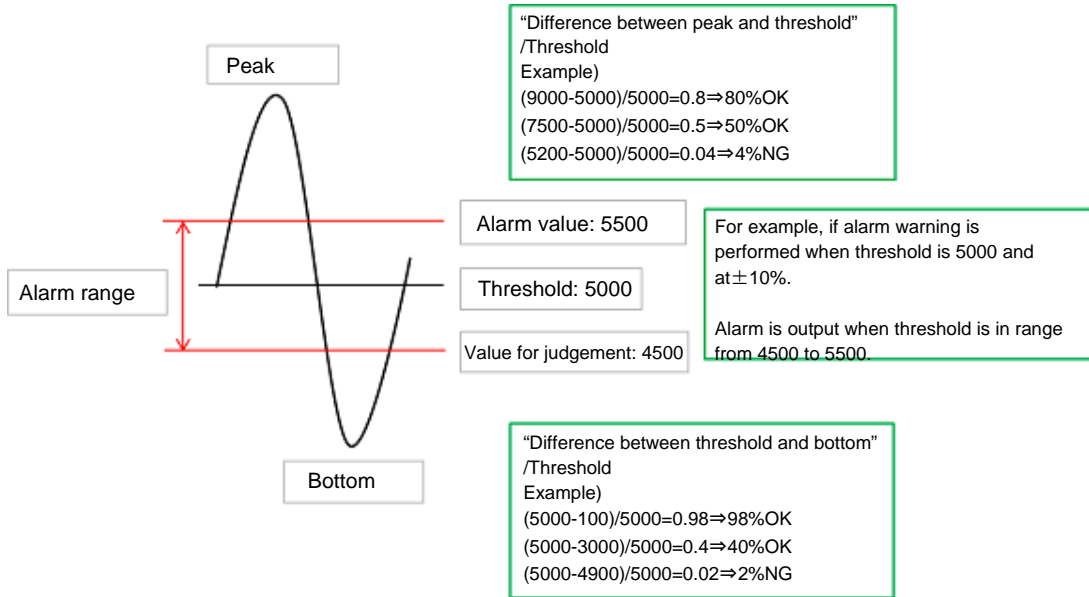 “Difference between peak and threshold”
/Threshold
Example)
(9000-5000)/5000=0.8⇒80%OK
(7500-5000)/5000=0.5⇒50%OK
(5200-5000)/5000=0.04⇒4%NG
Peak
Alarm value: 5500
For example, if alarm warning is
performed when threshold is 5000 and
at±10%.
Alarm is output when threshold is in range
from 4500 to 5500.
Alarm range
Threshold: 5000
Value for judgement: 4500
Bottom
“Difference between threshold and bottom”
/Threshold
Example)
(5000-100)/5000=0.98⇒98%OK
(5000-3000)/5000=0.4⇒40%OK
(5000-4900)/5000=0.02⇒2%NG